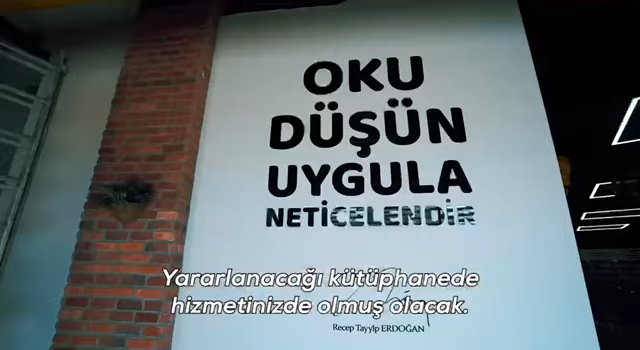 OKU
DÜŞÜN
UYGULA
NETİCELENDİR
Yararlanacağı kütüphanede
hizmetinizde olmuş olacak.
Recep Tayyip ERDOĞAN